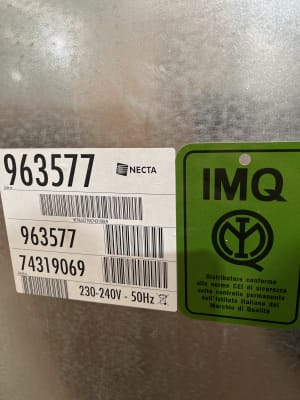 963577 NECTA
963577
74319069
230-240V - 50Hz
IMQ
Distributore conforme
alle norme CEI di sicurezza
sotto controllo permanente
dell'Istituto Italiano del
Marchio di Qualità